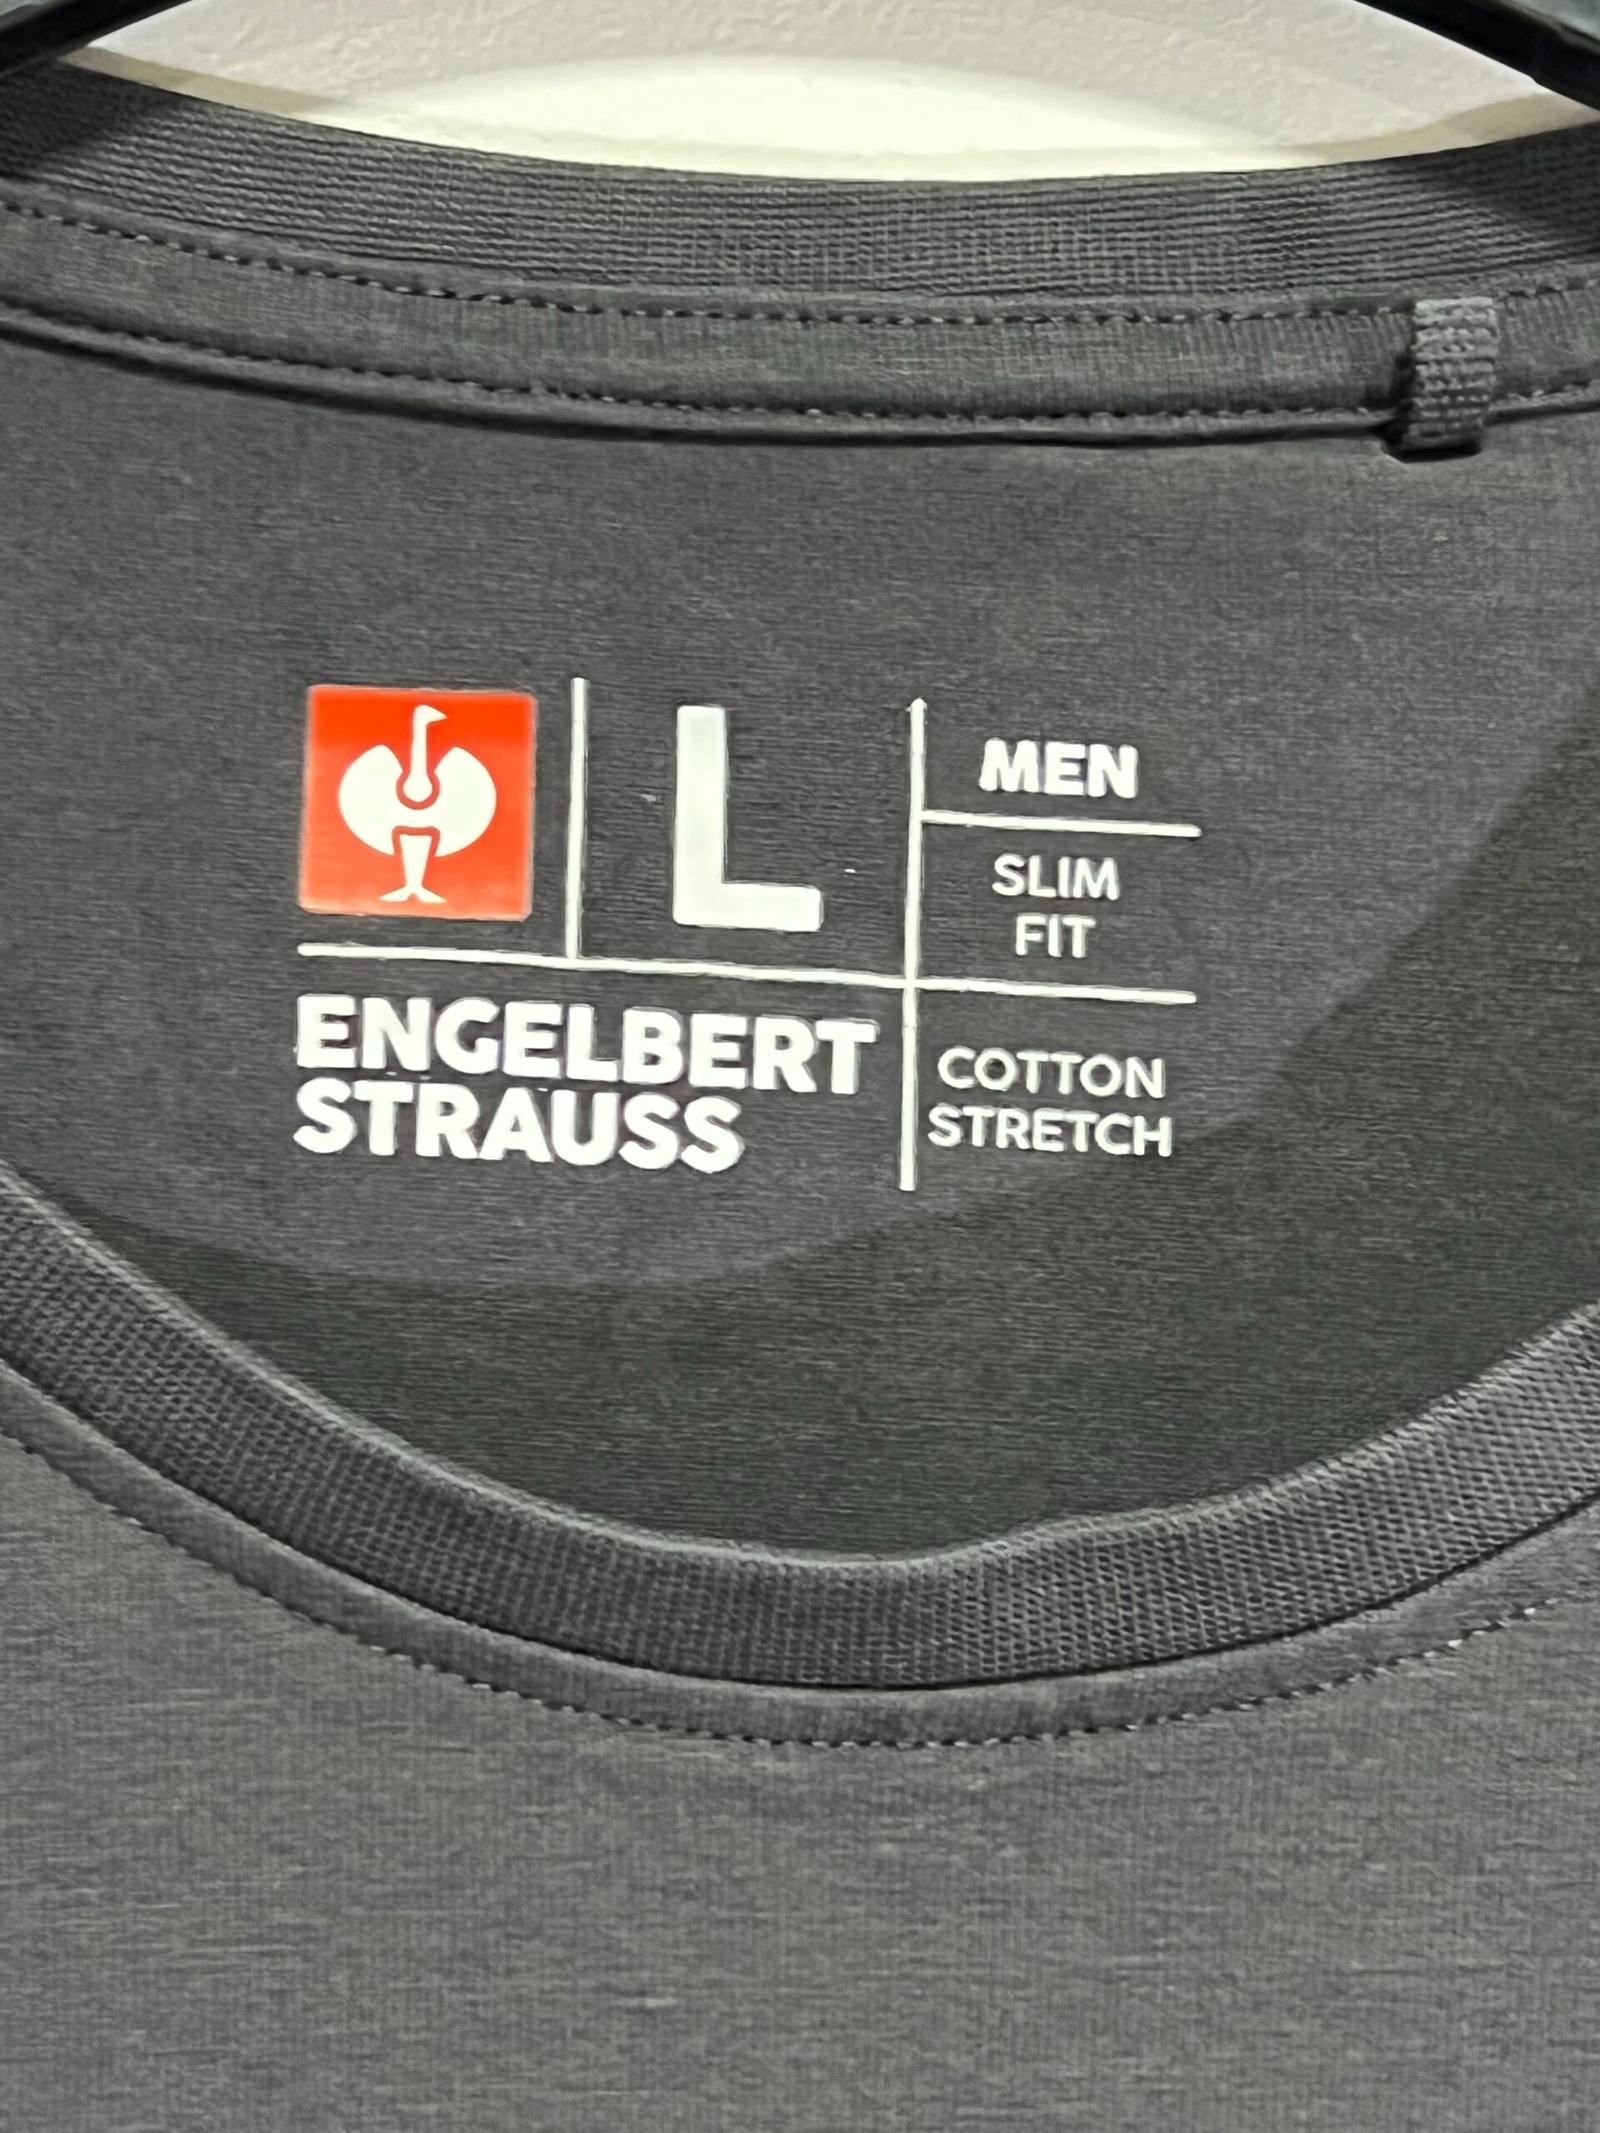 L
MEN
SLIM
FIT
ENGELBERT
STRAUSS
COTTON
STRETCH